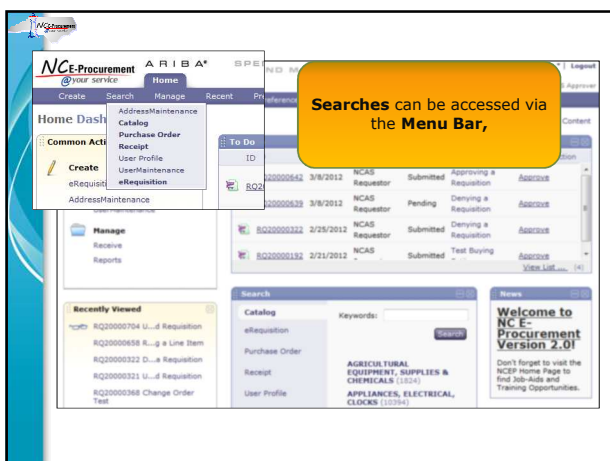 NCE-Procurement
@your service
ARIBA
SPEND M
Home
Logout
Approver
Create Search Manage Recent Preference
Content
Home Dash
AddressMaintenance
Catalog
Purchase Order
Receipt
User Profile
UserMaintenance
eRequisition
Searches can be accessed via
the Menu Bar,
Common Acti
Create
eRequisiti
AddressMaintenance
UserMaintenance
Manage
Receive
Reports
To Do
ID
RQ20000642 3/8/2012 NCAS Requestor Submitted Approving a Requisition Approve
RQ20000639 3/8/2012 NCAS Requestor Pending Denying a Requisition Approve
RQ20000322 2/25/2012 NCAS Requestor Submitted Denying a Requisition Approve
RQ20000192 2/21/2012 NCAS Requestor Submitted Test Buying Approve
View List ...
Recently Viewed
RQ20000704 U...d Requisition
RQ20000658 R...g a Line Item
RQ20000322 D...a Requisition
RQ20000321 U...d Requisition
RQ20000368 Change Order
Test
Search
Catalog
eRequisition
Purchase Order
Receipt
User Profile
Keywords:
Search
AGRICULTURAL
EQUIPMENT, SUPPLIES &
CHEMICALS (1824)
APPLIANCES, ELECTRICAL,
CLOCKS (10394)
News
Welcome to
NC E-
Procurement
Version 2.0!
Don't forget to visit the
NCEP Home Page to
find Job-Aids and
Training Opportunities.